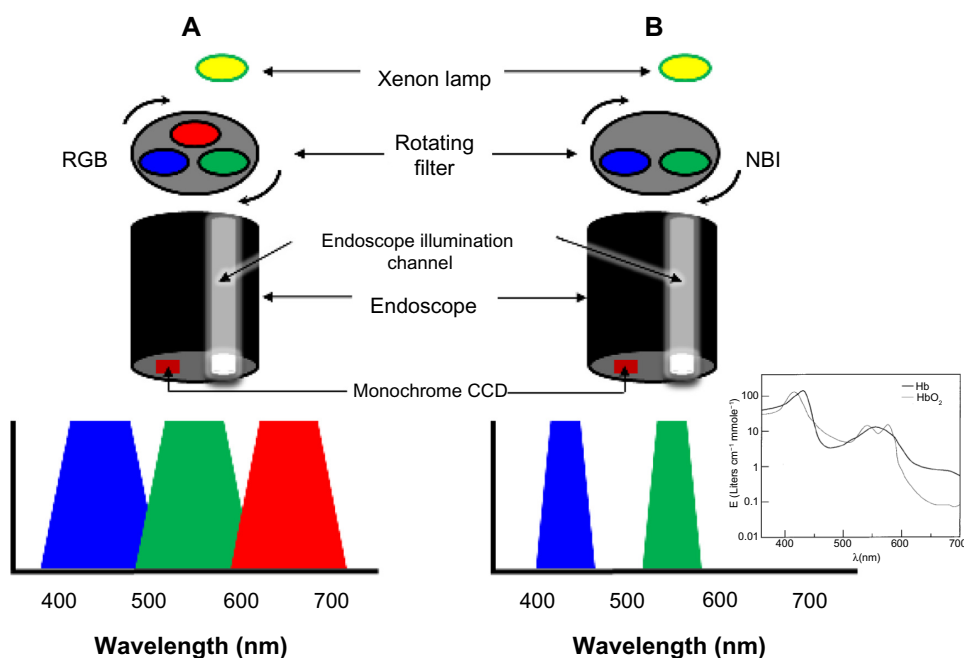 A
B
Xenon lamp
RGB
Rotating
filter
NBI
Endoscope illumination
channel
Endoscope
Monochrome CCD
E (Liters cm⁻¹ mmole⁻¹)
100
10
1
0.1
0.01
Hb
HbO₂
400
500
600
700
λ(nm)
400
500
600
700
Wavelength (nm)
400
500
600
700
Wavelength (nm)